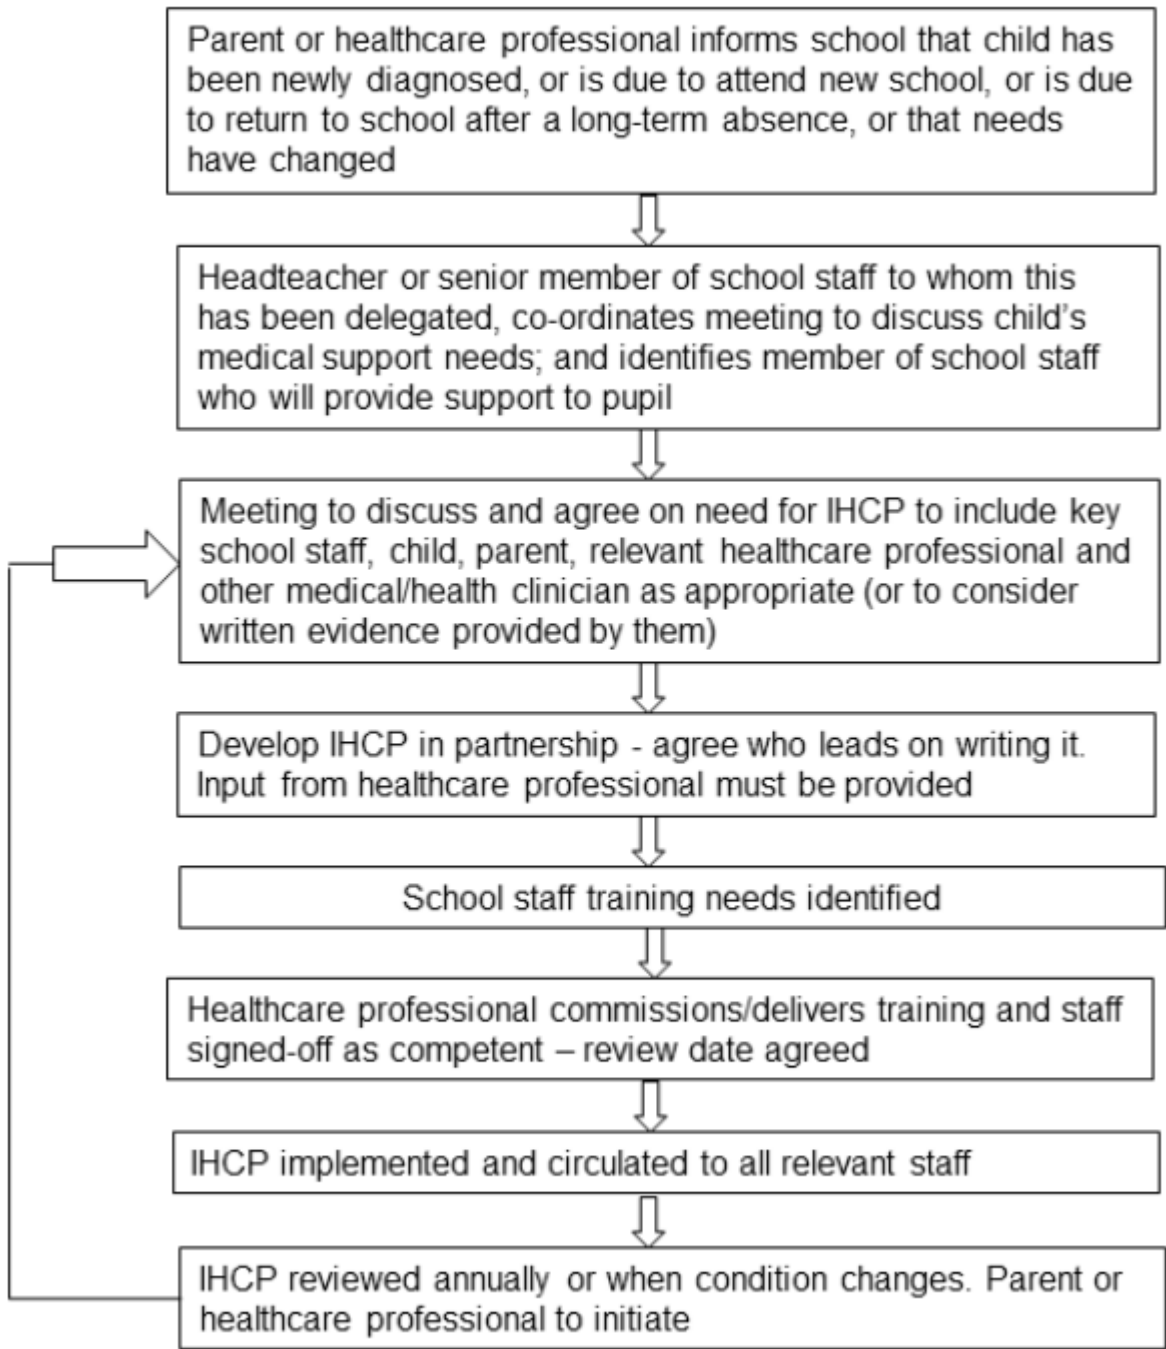 Parent or healthcare professional informs school that child has
been newly diagnosed, or is due to attend new school, or is due
to return to school after a long-term absence, or that needs
have changed
Headteacher or senior member of school staff to whom this
has been delegated, co-ordinates meeting to discuss child’s
medical support needs; and identifies member of school staff
who will provide support to pupil
Meeting to discuss and agree on need for IHCP to include key
school staff, child, parent, relevant healthcare professional and
other medical/health clinician as appropriate (or to consider
written evidence provided by them)
Develop IHCP in partnership - agree who leads on writing it.
Input from healthcare professional must be provided
School staff training needs identified
Healthcare professional commissions/delivers training and staff
signed-off as competent – review date agreed
IHCP implemented and circulated to all relevant staff
IHCP reviewed annually or when condition changes. Parent or
healthcare professional to initiate